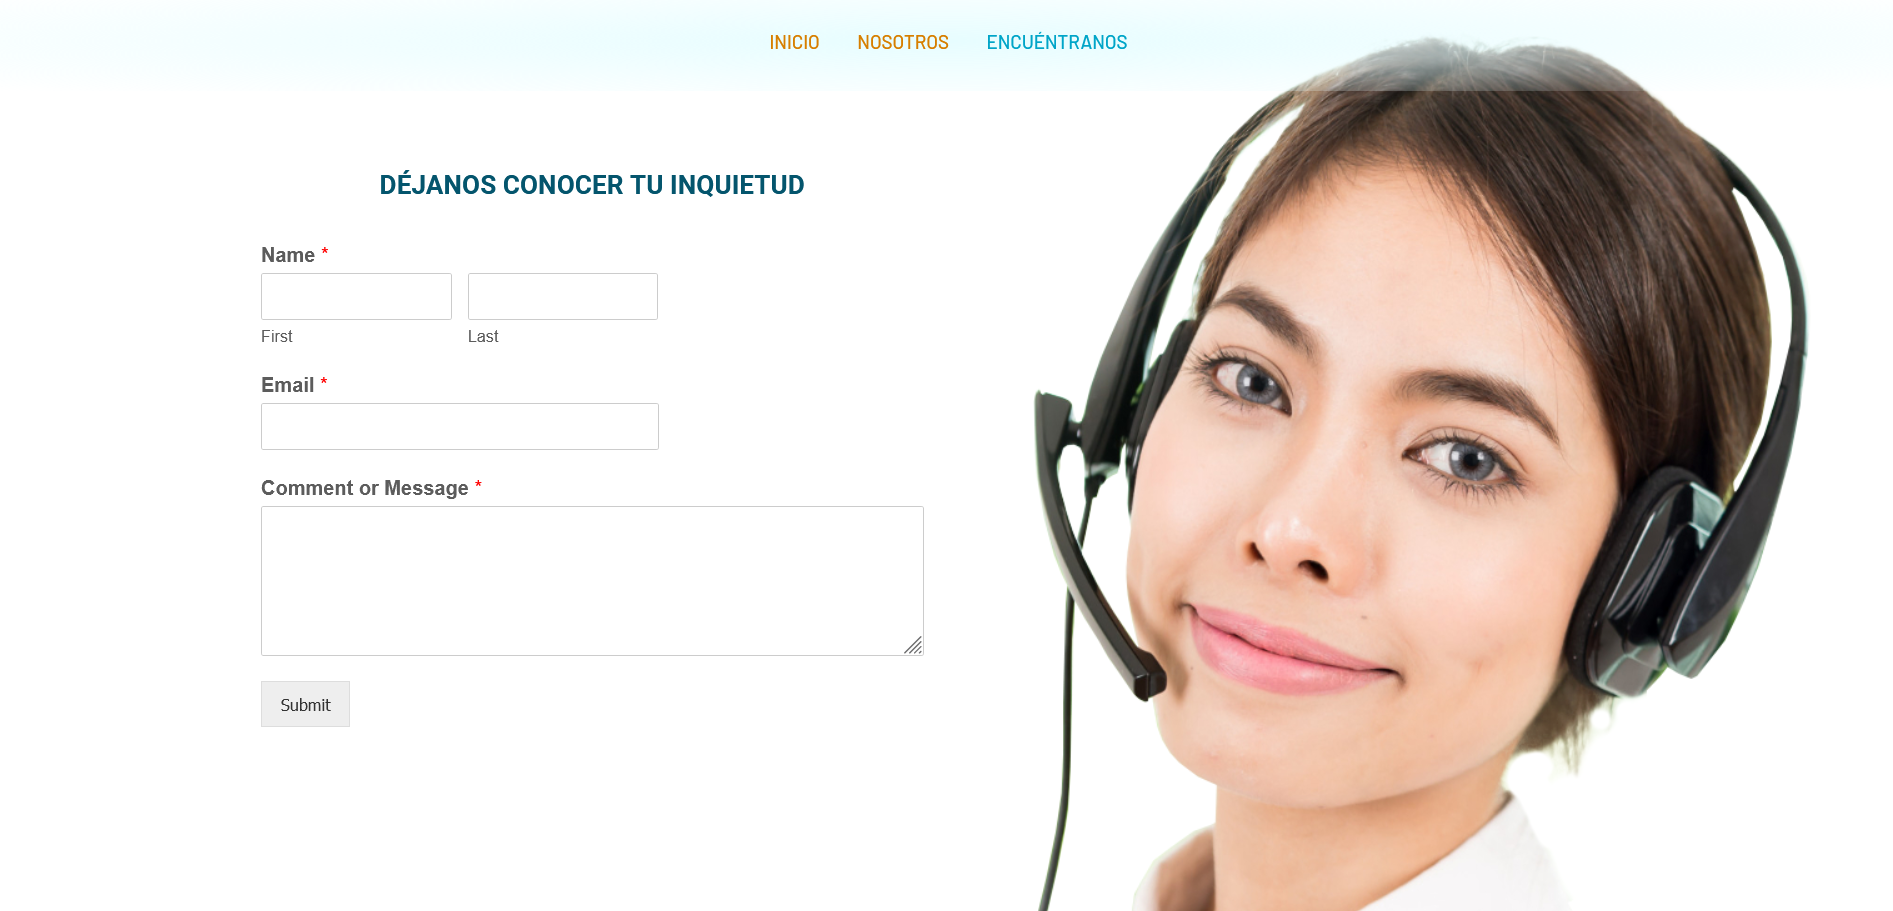 INICIO NOSOTROS ENCUÉNTRANOS
DÉJANOS CONOCER TU INQUIETUD
Name *
First Last
Email *
Comment or Message *
Submit